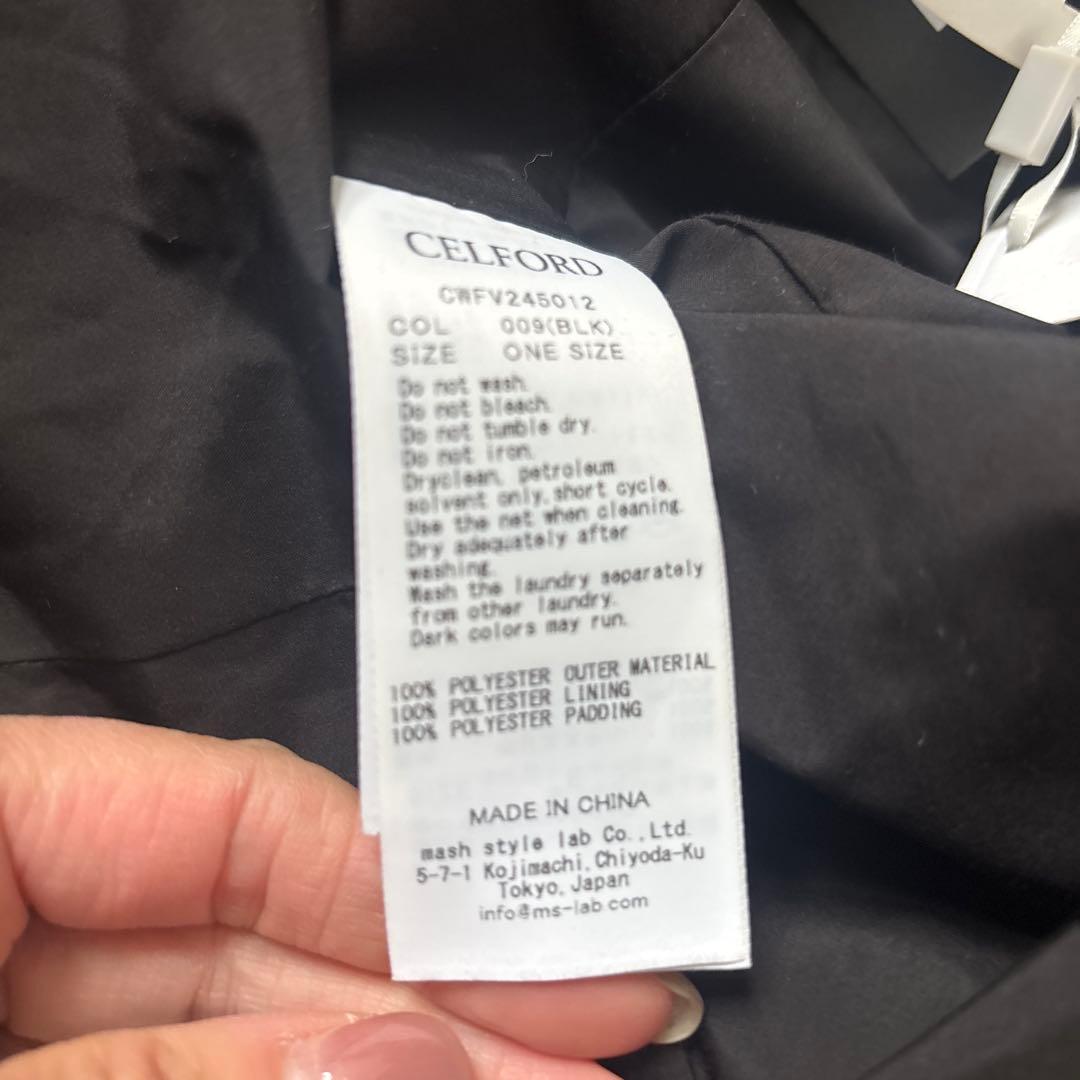 CELFORD
CWFV245012
COL 009(BLK)
SIZE ONE SIZE
Do not wash.
Do not bleach.
Do not tumble dry.
Do not iron.
Dryclean, petroleum
solvent only, short cycle.
Use the net when cleaning.
Dry adequately after
washing.
Wash the laundry separately
from other laundry.
Dark colors may run.
100% POLYESTER OUTER MATERIAL
100% POLYESTER LINING
100% POLYESTER PADDING
MADE IN CHINA
mash style lab Co.,Ltd.
5-7-1 Kojimachi,Chiyoda-Ku
Tokyo,Japan
info@ms-lab.com